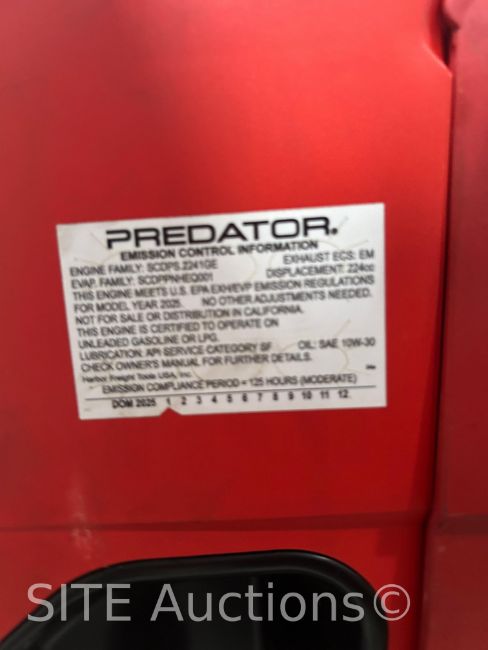 PREDATOR®
EMISSION CONTROL INFORMATION
ENGINE FAMILY: SCDPS.2241GE EXHAUST ECS: EM
EVAP. FAMILY: SCDPPNHEQ001 DISPLACEMENT: 224cc
THIS ENGINE MEETS U.S. EPA EXH/EVP EMISSION REGULATIONS
FOR MODEL YEAR 2025. NO OTHER ADJUSTMENTS NEEDED.
NOT FOR SALE OR DISTRIBUTION IN CALIFORNIA.
THIS ENGINE IS CERTIFIED TO OPERATE ON
UNLEADED GASOLINE OR LPG.
LUBRICATION: API SERVICE CATEGORY SF OIL: SAE 10W-30
CHECK OWNER'S MANUAL FOR FURTHER DETAILS.
Harbor Freight Tools USA, Inc.
EMISSION COMPLIANCE PERIOD = 125 HOURS (MODERATE)
DOM 2025 1 2 3 4 5 6 7 8 9 10 11 12
SITE Auctions©